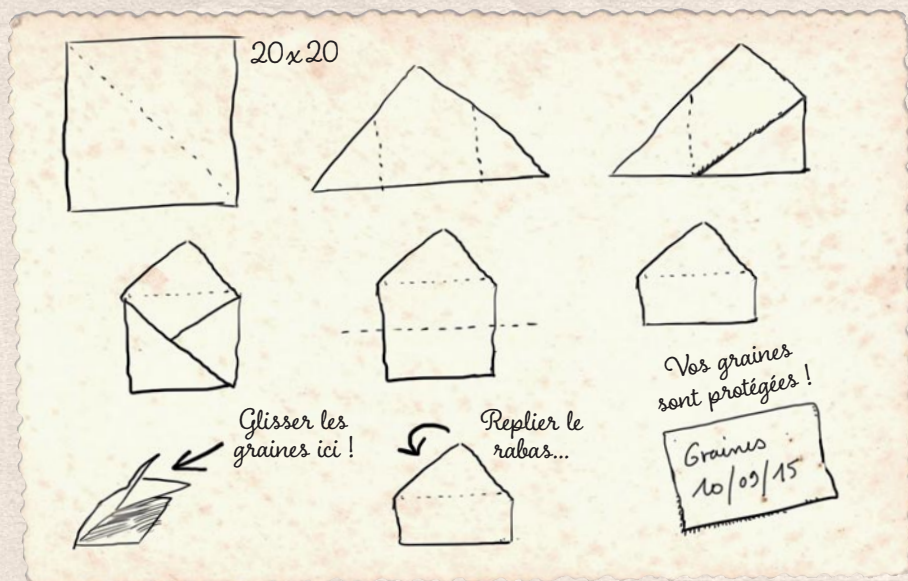 20x20
Vos graines
sont protégées !
Glisser les
graines ici !
Replier le
rabas...
Graines
10/09/15